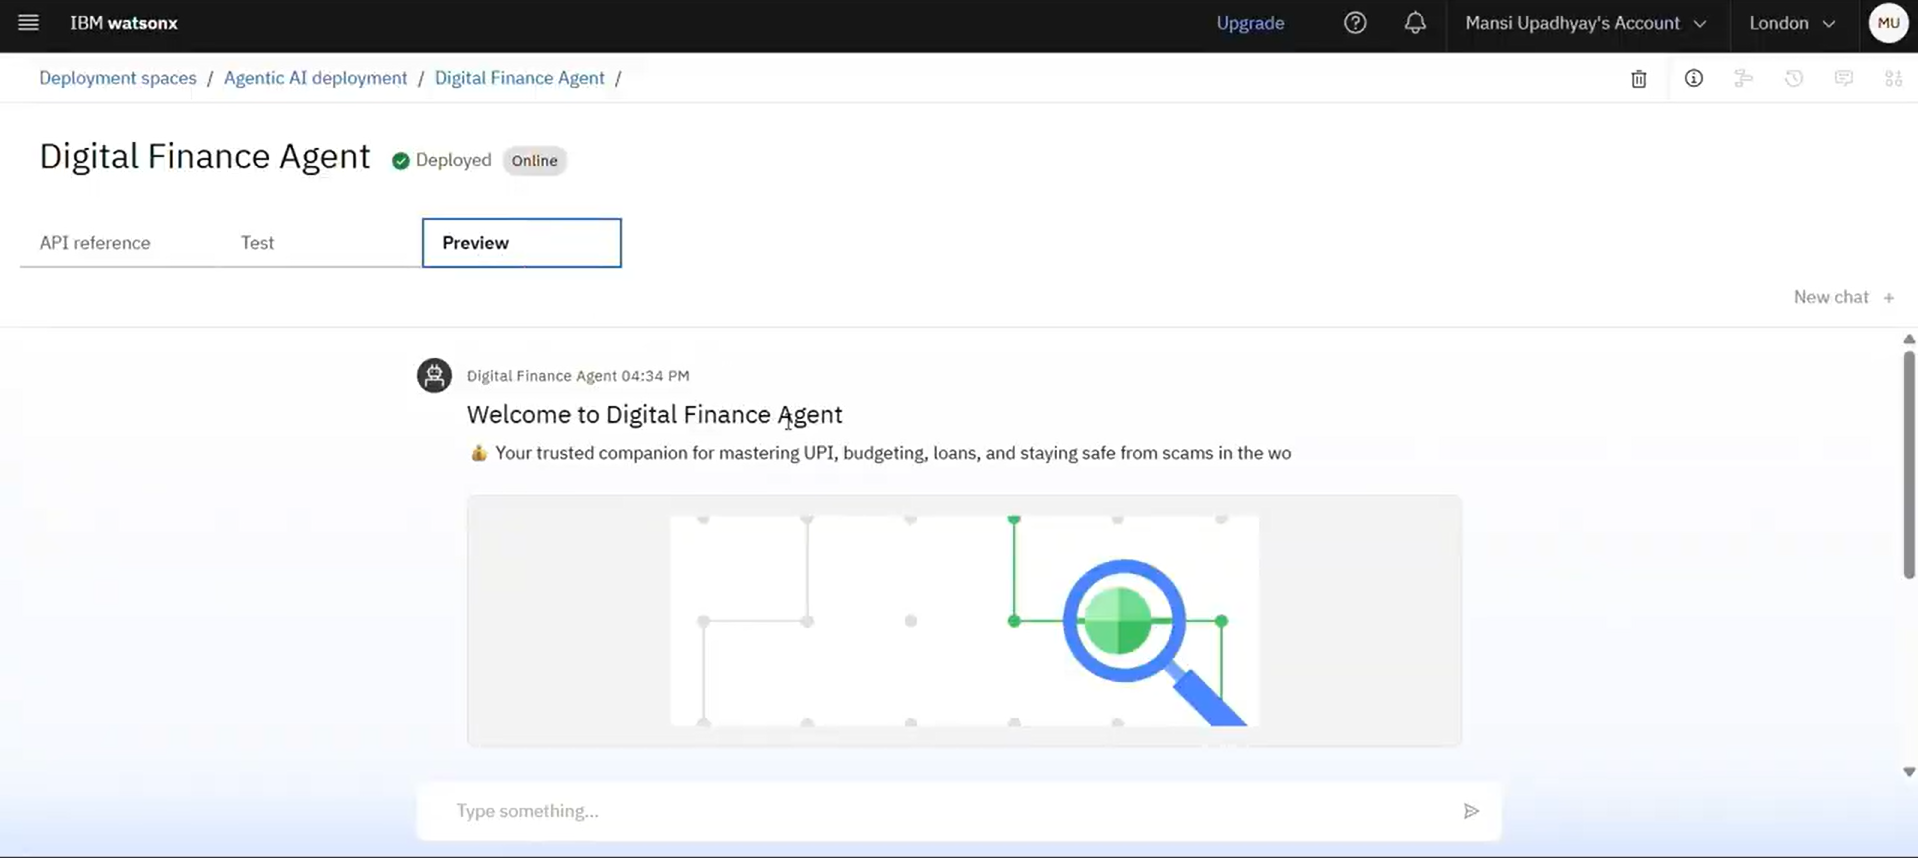 IBM watsonx
Upgrade
Mansi Upadhyay's Account
London
MU
Deployment spaces / Agentic AI deployment / Digital Finance Agent /
Digital Finance Agent
Deployed
Online
API reference
Test
Preview
New chat +
Digital Finance Agent 04:34 PM
Welcome to Digital Finance Agent
💰 Your trusted companion for mastering UPI, budgeting, loans, and staying safe from scams in the wo
Type something...